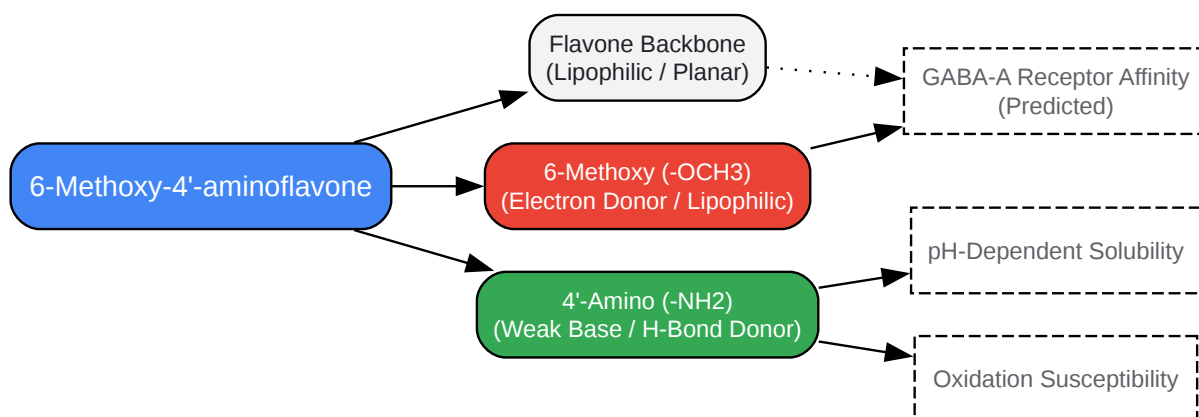 6-Methoxy-4'-aminoflavone
Flavone Backbone
(Lipophilic / Planar)
6-Methoxy (-OCH3)
(Electron Donor / Lipophilic)
4'-Amino (-NH2)
(Weak Base / H-Bond Donor)
GABA-A Receptor Affinity
(Predicted)
pH-Dependent Solubility
Oxidation Susceptibility